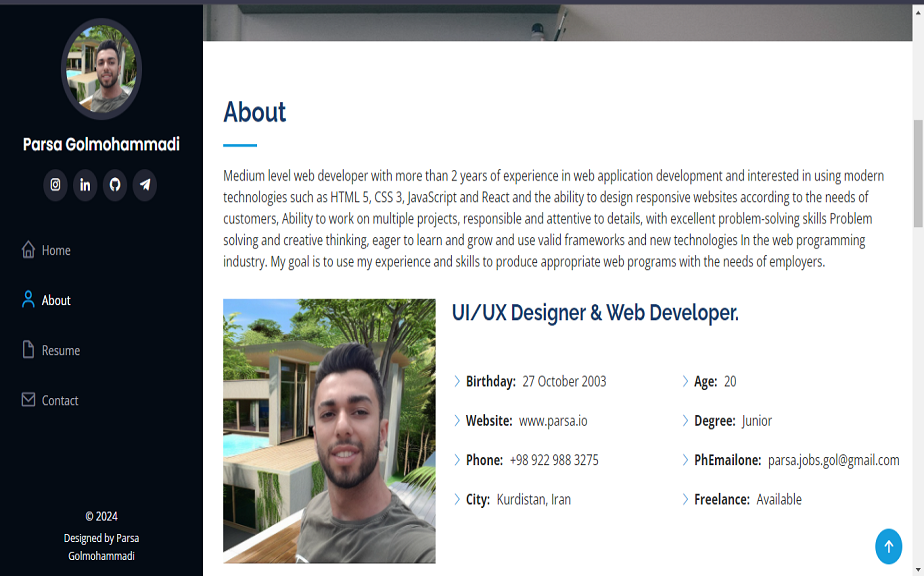 Parsa Golmohammadi
Home
About
Resume
Contact
© 2024
Designed by Parsa
Golmohammadi
About
Medium level web developer with more than 2 years of experience in web application development and interested in using modern
technologies such as HTML 5, CSS 3, JavaScript and React and the ability to design responsive websites according to the needs of
customers, Ability to work on multiple projects, responsible and attentive to details, with excellent problem-solving skills Problem
solving and creative thinking, eager to learn and grow and use valid frameworks and new technologies In the web programming
industry. My goal is to use my experience and skills to produce appropriate web programs with the needs of employers.
UI/UX Designer & Web Developer.
Birthday: 27 October 2003
Age: 20
Website: www.parsa.io
Degree: Junior
Phone: +98 922 988 3275
PhEmailone: parsa.jobs.gol@gmail.com
City: Kurdistan, Iran
Freelance: Available